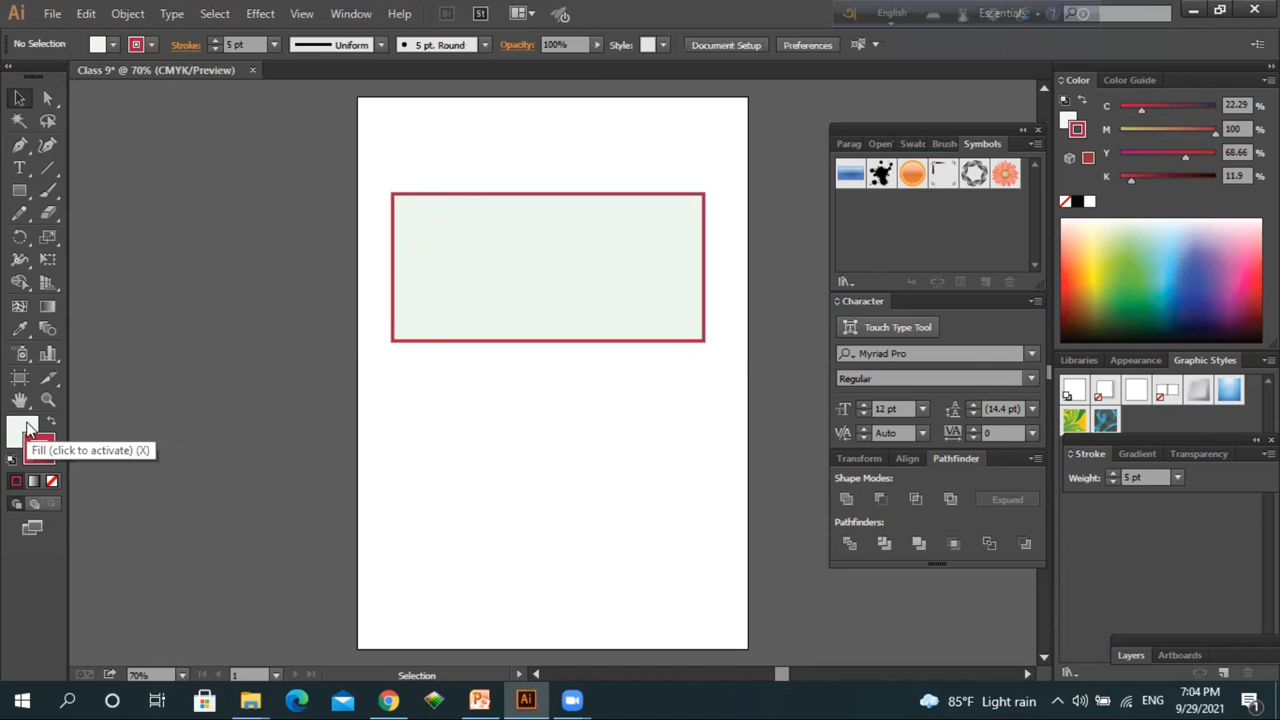 Ai File Edit Object Type Select Effect View Window Help Br St English Essentials
No Selection Stroke: 5 pt Uniform 5 pt. Round Opacity: 100% Style: Document Setup Preferences
Class 9* @ 70% (CMYK/Preview) ×
Color Color Guide
C 22.29 %
M 100 %
Y 68.66 %
K 11.9 %
Parag Open Swatc Brush Symbols
Character
Touch Type Tool
Myriad Pro
Regular
12 pt (14.4 pt)
Auto 0
Transform Align Pathfinder
Shape Modes:
Expand
Pathfinders:
Libraries Appearance Graphic Styles
Stroke Gradient Transparency
Weight: 5 pt
Fill (click to activate) (X)
Layers Artboards
70% 1 Selection
85°F Light rain ENG 7:04 PM
9/29/2021
1